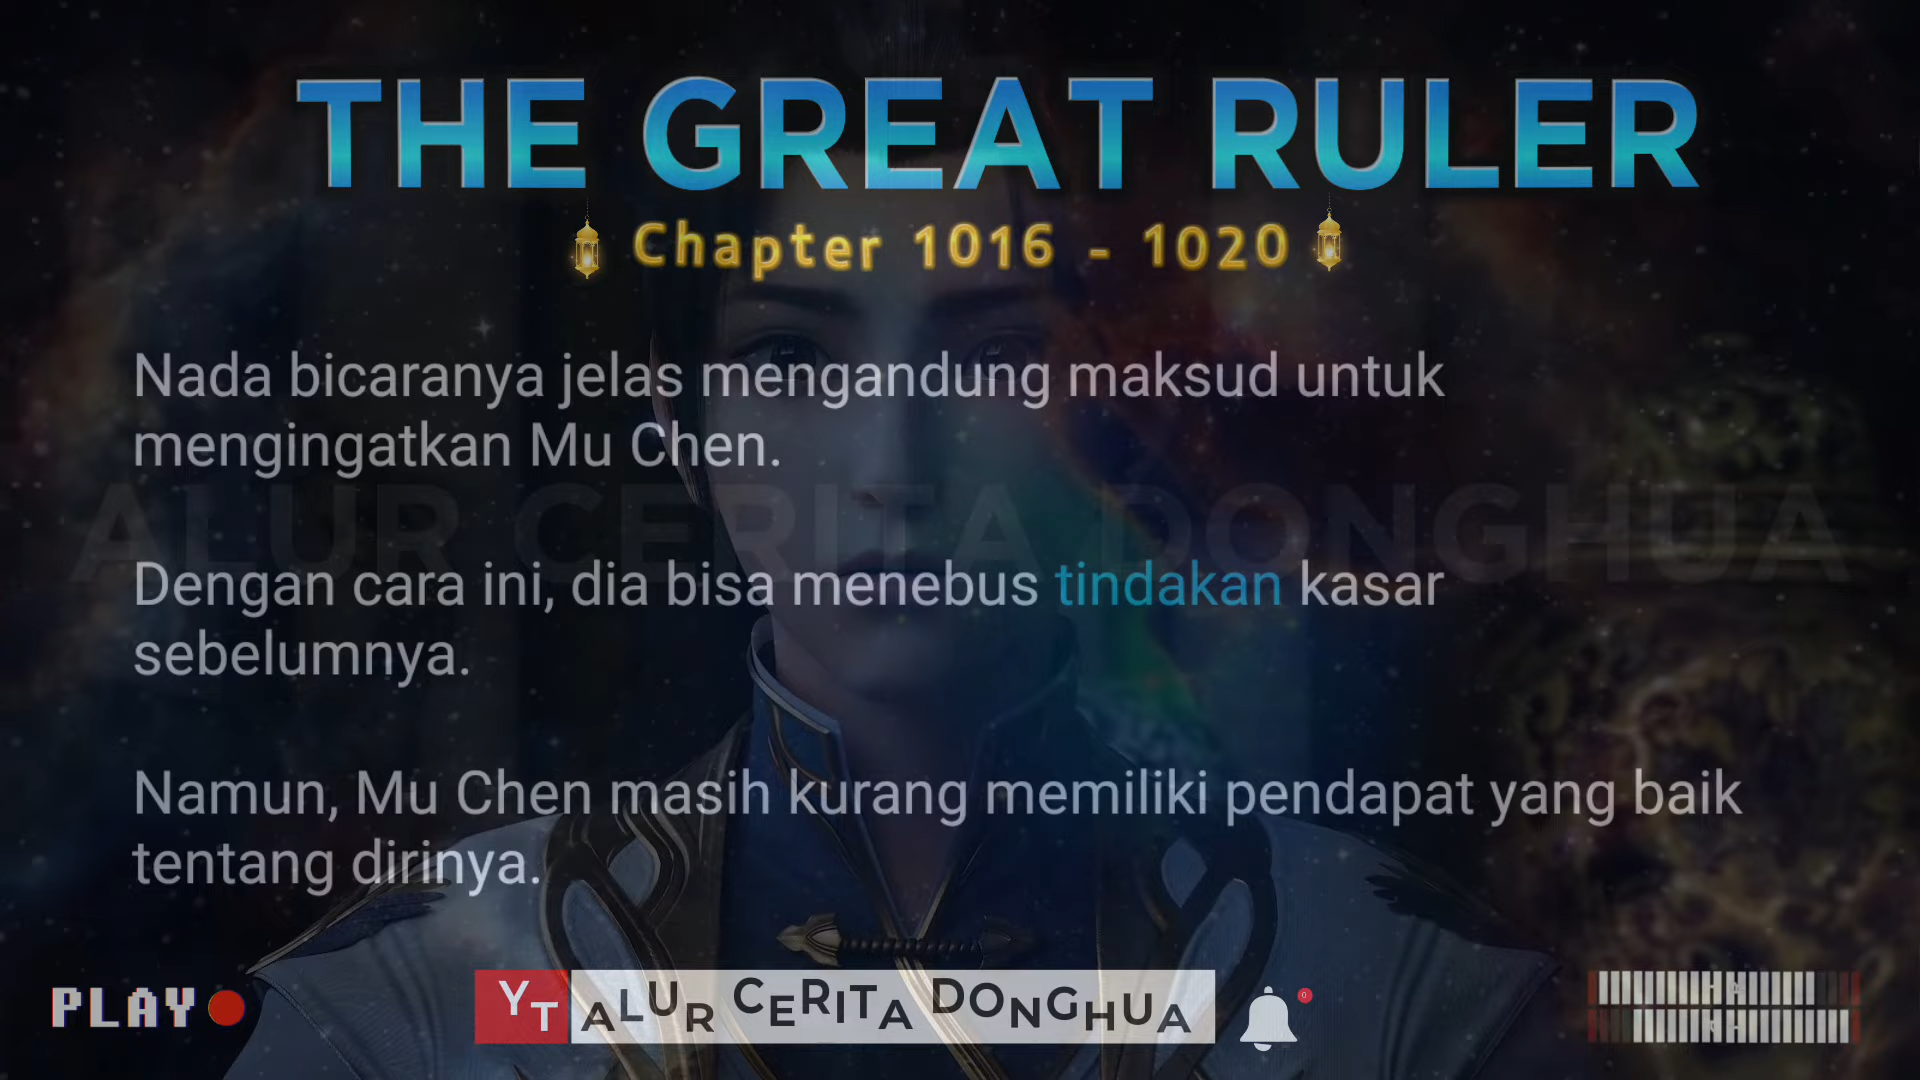 THE GREAT RULER
Chapter 1016 - 1020
Nada bicaranya jelas mengandung maksud untuk
mengingatkan Mu Chen.
ALUR CERITA DONGHUA
Dengan cara ini, dia bisa menebus tindakan kasar
sebelumnya.
Namun, Mu Chen masih kurang memiliki pendapat yang baik
tentang dirinya.
PLAY
YT ALUR CERITA DONGHUA